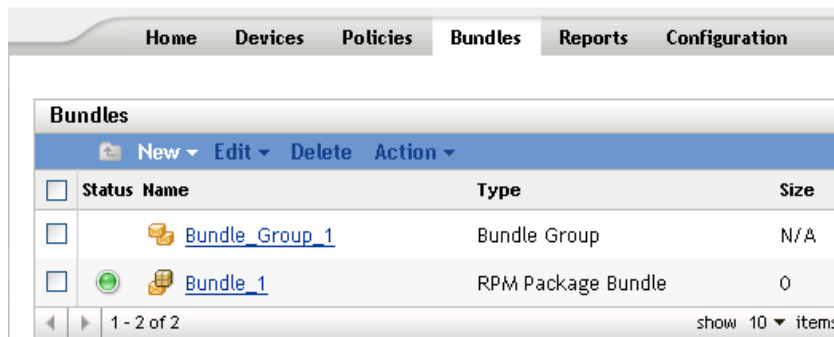 Home Devices Policies Bundles Reports Configuration
Bundles
New Edit Delete Action
Status Name Type Size
Bundle_Group_1 Bundle Group N/A
Bundle_1 RPM Package Bundle 0
1 - 2 of 2 show 10 items